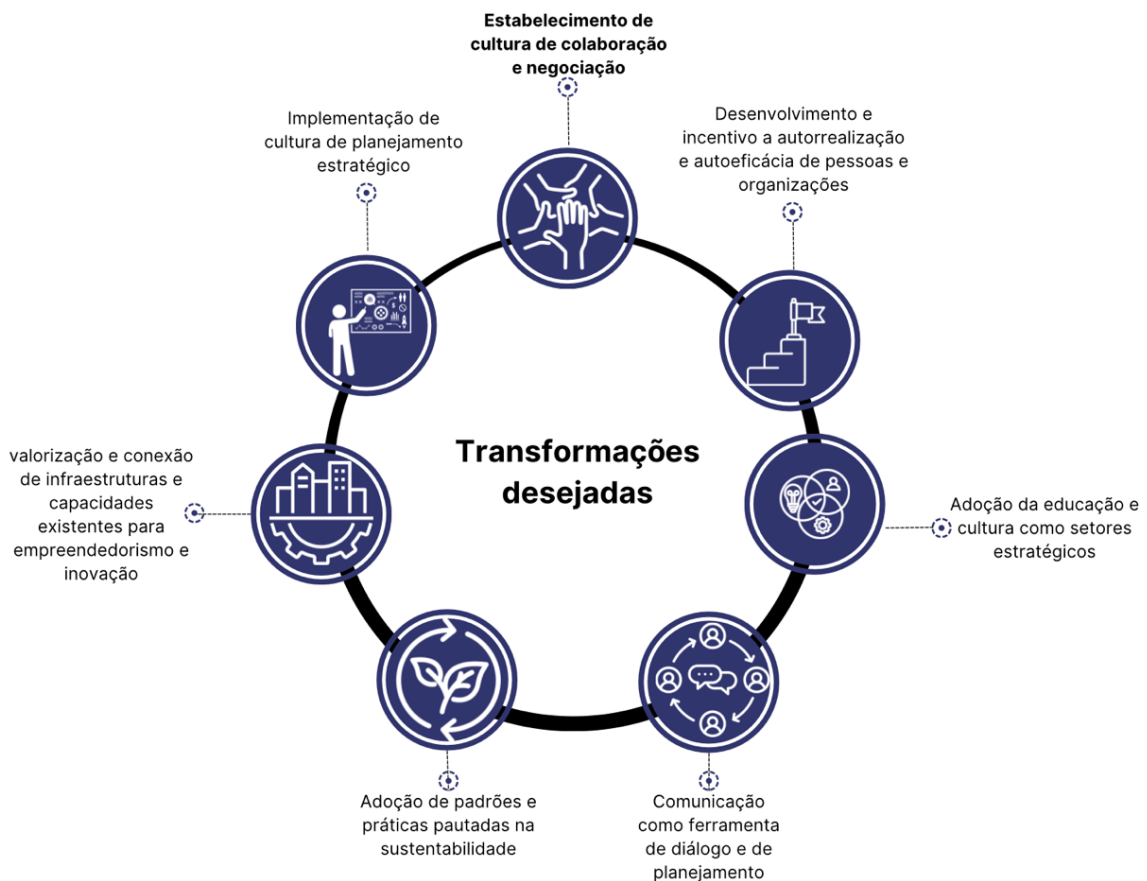 Estabelecimento de
cultura de colaboração
e negociação
Implementação de
cultura de planejamento
estratégico
Desenvolvimento e
incentivo a autorrealização
e autoeficácia de pessoas e
organizações
Transformações
desejadas
valorização e conexão
de infraestruturas e
capacidades
existentes para
empreendedorismo e
inovação
Adoção da educação e
cultura como setores
estratégicos
Adoção de padrões e
práticas pautadas na
sustentabilidade
Comunicação
como ferramenta
de diálogo e de
planejamento